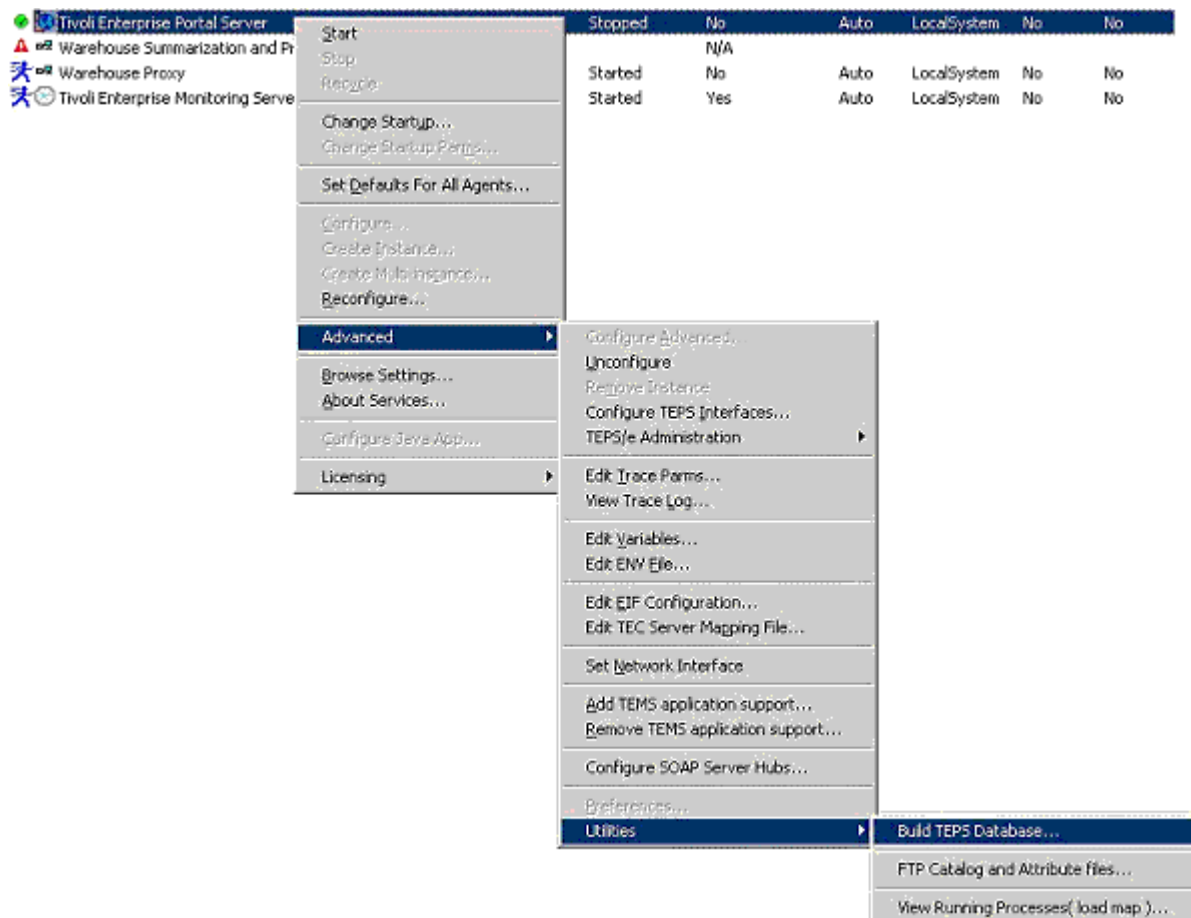 Tivoli Enterprise Portal Server Stopped No Auto LocalSystem No No
Warehouse Summarization and Pr N/A
Warehouse Proxy Started No Auto LocalSystem No No
Tivoli Enterprise Monitoring Serve Started Yes Auto LocalSystem No No
Start
Stop
Recycle
Change Startup...
Change Startup Parms...
Set Defaults For All Agents...
Configure...
Create Instance...
Create Multi-instance...
Reconfigure...
Advanced
Browse Settings...
About Services...
Configure Java App...
Licensing
Configure Advanced...
Unconfigure
Remove Instance
Configure TEPS Interfaces...
TEPS/e Administration
Edit Trace Parms...
View Trace Log...
Edit Variables...
Edit ENV File...
Edit EIF Configuration...
Edit TEC Server Mapping File...
Set Network Interface
Add TEMS application support...
Remove TEMS application support...
Configure SOAP Server Hubs...
Preferences...
Utilities
Build TEPS Database...
FTP Catalog and Attribute files...
View Running Processes( load map )...